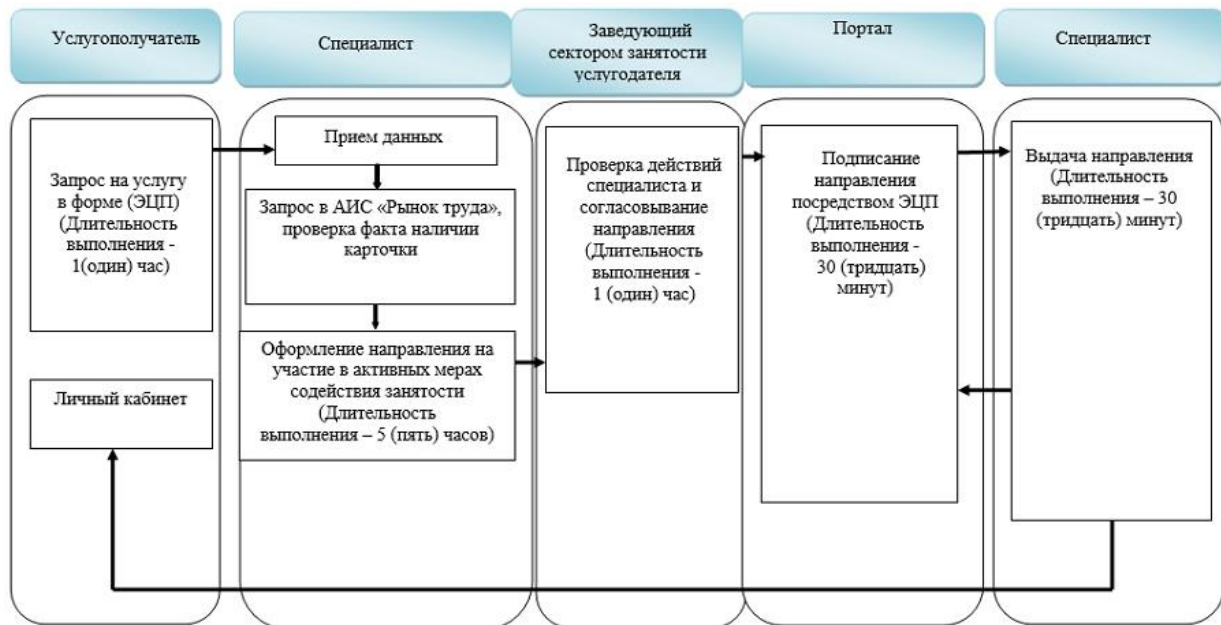 Услугополучатель
Специалист
Заведующий
сектором занятости
услугодателя
Портал
Специалист
Запрос на услугу
в форме (ЭЦП)
(Длительность
выполнения -
1(один) час)
Личный кабинет
Прием данных
Запрос в АИС «Рынок труда»,
проверка факта наличии
карточки
Оформление направления на
участие в активных мерах
содействия занятости
(Длительность
выполнения – 5 (пять) часов)
Проверка действий
специалиста и
согласовывание
направления
(Длительность
выполнения -
1 (один) час)
Подписание
направления
посредством ЭЦП
(Длительность
выполнения -
30 (тридцать)
минут)
Выдача направления
(Длительность
выполнения – 30
(тридцать) минут)